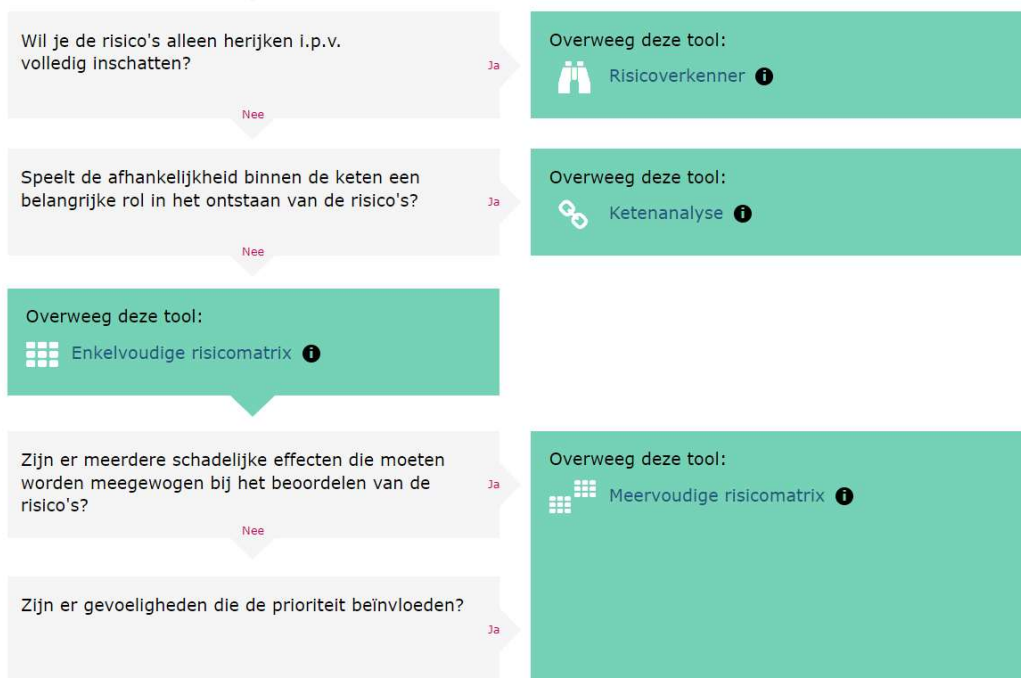 Wil je de risico's alleen herijken i.p.v.
volledig inschatten?
Ja
Nee
Overweeg deze tool:
Risicoverkenner
Speelt de afhankelijkheid binnen de keten een
belangrijke rol in het ontstaan van de risico's?
Ja
Nee
Overweeg deze tool:
Ketenanalyse
Overweeg deze tool:
Enkelvoudige risicomatrix
Zijn er meerdere schadelijke effecten die moeten
worden meegewogen bij het beoordelen van de
risico's?
Ja
Nee
Overweeg deze tool:
Meervoudige risicomatrix
Zijn er gevoeligheden die de prioriteit beïnvloeden?
Ja